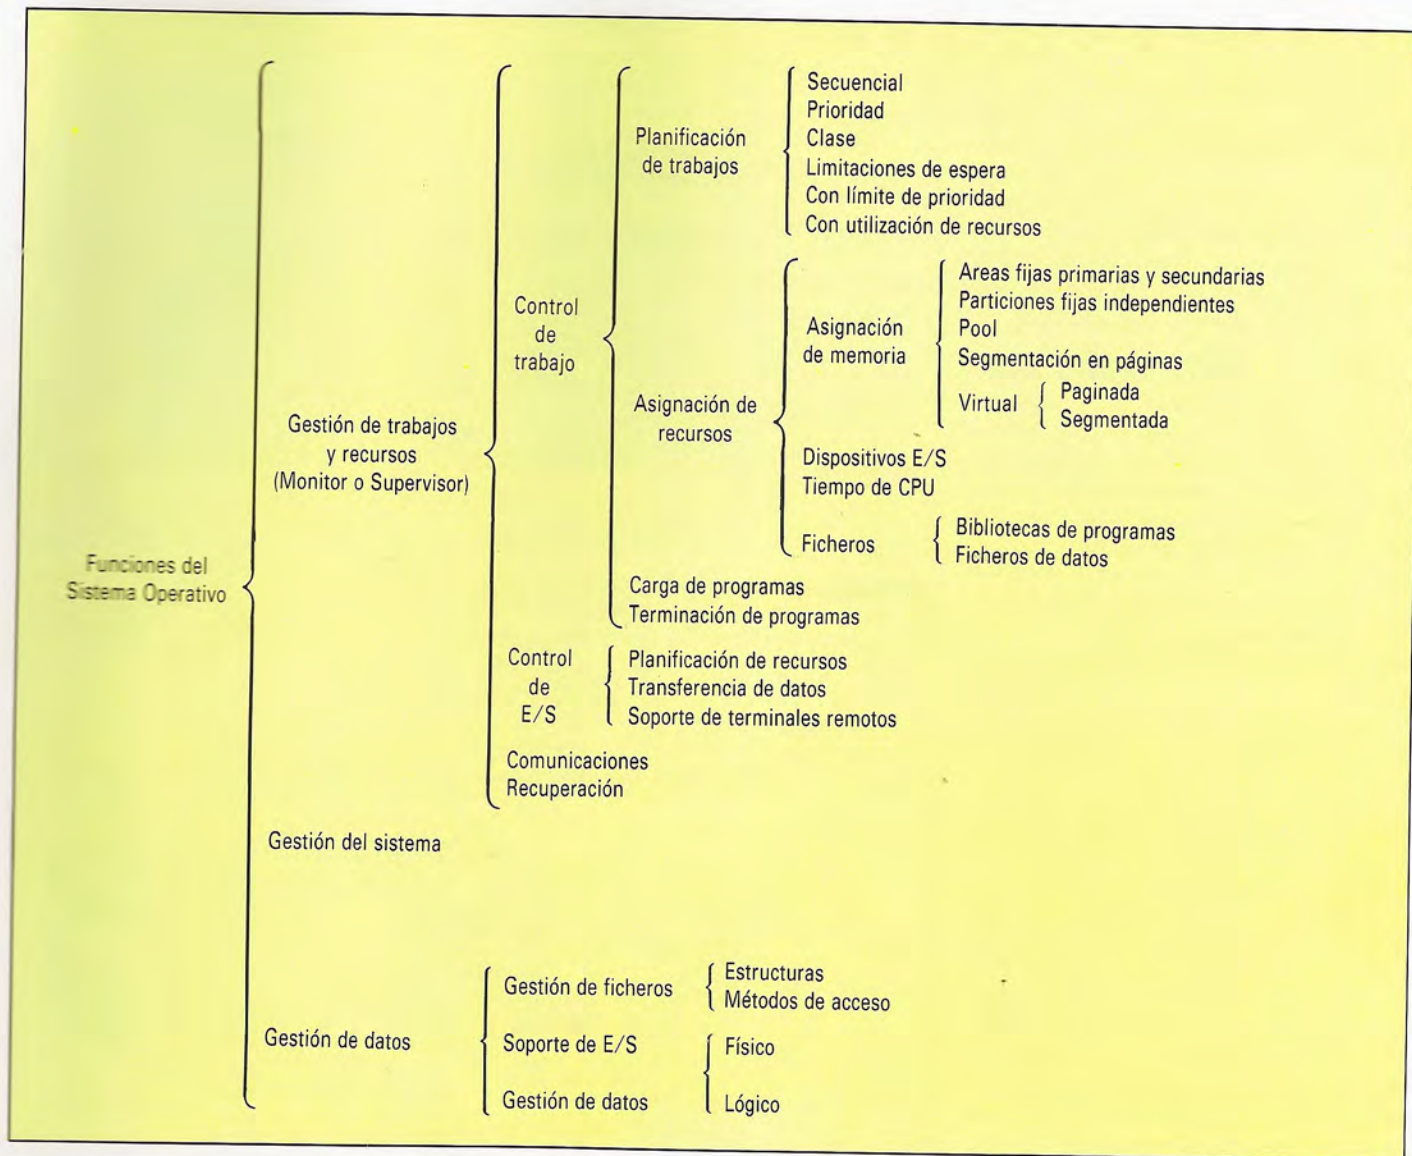 Funciones del
Sistema Operativo
Gestión de trabajos
y recursos
(Monitor o Supervisor)
Control
de
trabajo
Planificación
de trabajos
Secuencial
Prioridad
Clase
Limitaciones de espera
Con límite de prioridad
Con utilización de recursos
Asignación de
recursos
Asignación
de memoria
Areas fijas primarias y secundarias
Particiones fijas independientes
Pool
Segmentación en páginas
Virtual
Paginada
Segmentada
Dispositivos E/S
Tiempo de CPU
Ficheros
Bibliotecas de programas
Ficheros de datos
Carga de programas
Terminación de programas
Control
de
E/S
Planificación de recursos
Transferencia de datos
Soporte de terminales remotos
Comunicaciones
Recuperación
Gestión del sistema
Gestión de datos
Gestión de ficheros
Estructuras
Métodos de acceso
Soporte de E/S
Físico
Gestión de datos
Lógico